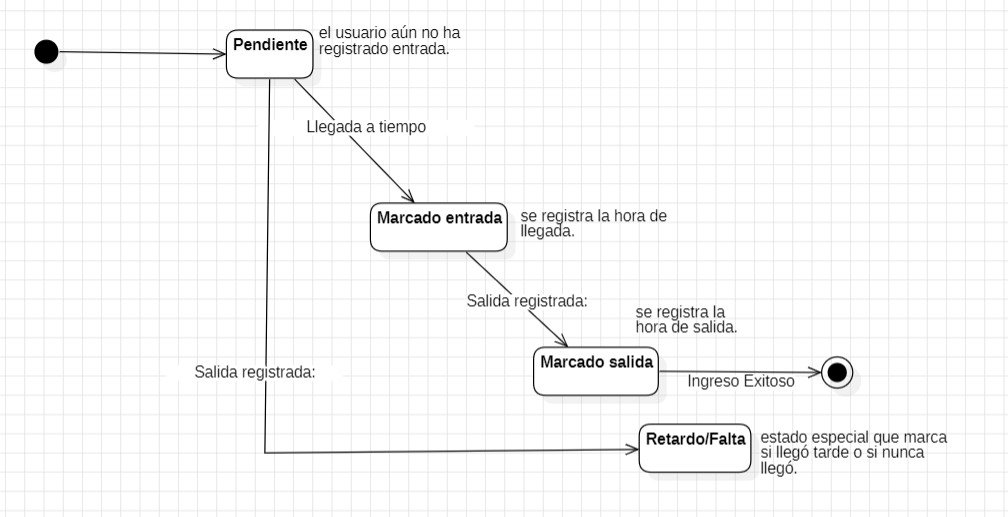 Pendiente
el usuario aún no ha
registrado entrada.
Llegada a tiempo
Marcado entrada
se registra la hora de
llegada.
Salida registrada:
se registra la
hora de salida.
Marcado salida
Ingreso Exitoso
Salida registrada:
Retardo/Falta
estado especial que marca
si llegó tarde o si nunca
llegó.